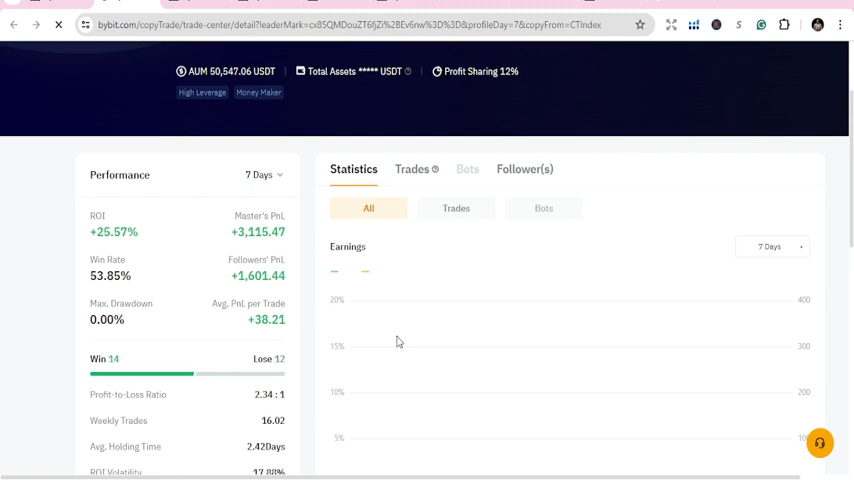 bybit.com/copyTrade/trade-center/detail?leaderMark=cx85QMDouZT6fjZi%2BEv6nw%3D%3D&profileDay=7&copyFrom=CTIndex
AUM 50,547.06 USDT
Total Assets ***** USDT
Profit Sharing 12%
High Leverage
Money Maker
Performance
7 Days
ROI
Master's PnL
+25.57%
+3,115.47
Win Rate
Followers' PnL
53.85%
+1,601.44
Max. Drawdown
Avg. PnL per Trade
0.00%
+38.21
Win 14
Lose 12
Profit-to-Loss Ratio
2.34 : 1
Weekly Trades
16.02
Avg. Holding Time
2.42Days
ROI Volatility
17.88%
Statistics
Trades
Bots
Follower(s)
All
Trades
Bots
Earnings
7 Days
20%
400
15%
300
10%
200
5%